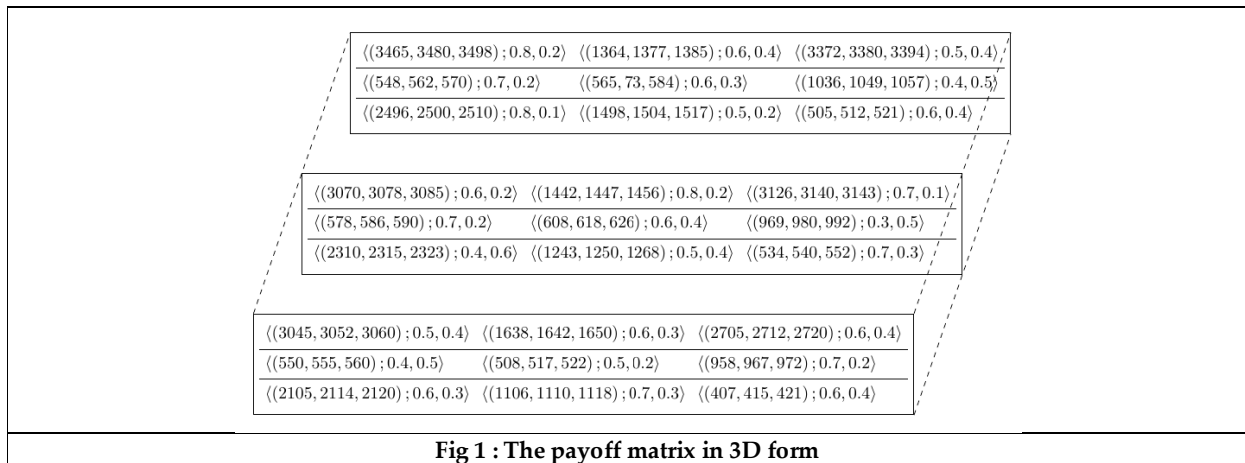 ⟨(3465, 3480, 3498) ; 0.8, 0.2⟩ ⟨(1364, 1377, 1385) ; 0.6, 0.4⟩ ⟨(3372, 3380, 3394) ; 0.5, 0.4⟩
⟨(548, 562, 570) ; 0.7, 0.2⟩ ⟨(565, 73, 584) ; 0.6, 0.3⟩ ⟨(1036, 1049, 1057) ; 0.4, 0.5⟩
⟨(2496, 2500, 2510) ; 0.8, 0.1⟩ ⟨(1498, 1504, 1517) ; 0.5, 0.2⟩ ⟨(505, 512, 521) ; 0.6, 0.4⟩
⟨(3070, 3078, 3085) ; 0.6, 0.2⟩ ⟨(1442, 1447, 1456) ; 0.8, 0.2⟩ ⟨(3126, 3140, 3143) ; 0.7, 0.1⟩
⟨(578, 586, 590) ; 0.7, 0.2⟩ ⟨(608, 618, 626) ; 0.6, 0.4⟩ ⟨(969, 980, 992) ; 0.3, 0.5⟩
⟨(2310, 2315, 2323) ; 0.4, 0.6⟩ ⟨(1243, 1250, 1268) ; 0.5, 0.4⟩ ⟨(534, 540, 552) ; 0.7, 0.3⟩
⟨(3045, 3052, 3060) ; 0.5, 0.4⟩ ⟨(1638, 1642, 1650) ; 0.6, 0.3⟩ ⟨(2705, 2712, 2720) ; 0.6, 0.4⟩
⟨(550, 555, 560) ; 0.4, 0.5⟩ ⟨(508, 517, 522) ; 0.5, 0.2⟩ ⟨(958, 967, 972) ; 0.7, 0.2⟩
⟨(2105, 2114, 2120) ; 0.6, 0.3⟩ ⟨(1106, 1110, 1118) ; 0.7, 0.3⟩ ⟨(407, 415, 421) ; 0.6, 0.4⟩
Fig 1 : The payoff matrix in 3D form